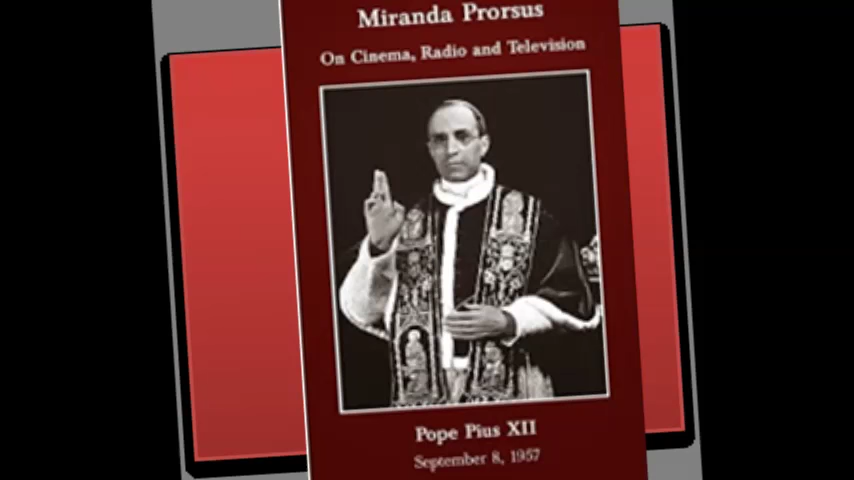 Miranda Prorsus
On Cinema, Radio and Television
Pope Pius XII
September 8, 1957